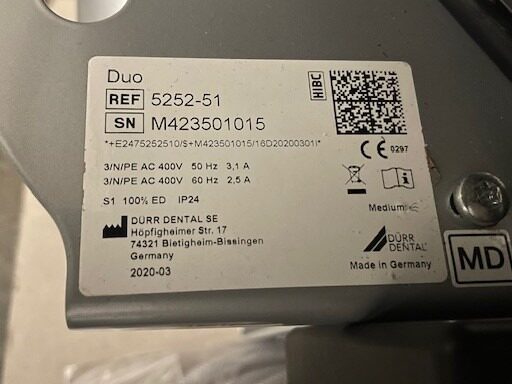 Duo
REF 5252-51
SN M423501015
*+E2475252510/$+M423501015/16D20200301I*
HIBC
CE 0297
3/N/PE AC 400V 50 Hz 3,1 A
3/N/PE AC 400V 60 Hz 2,5 A
S1 100% ED IP24
Medium
DÜRR DENTAL SE
Höpfigheimer Str. 17
74321 Bietigheim-Bissingen
Germany
2020-03
DÜRR
DENTAL
Made in Germany
MD